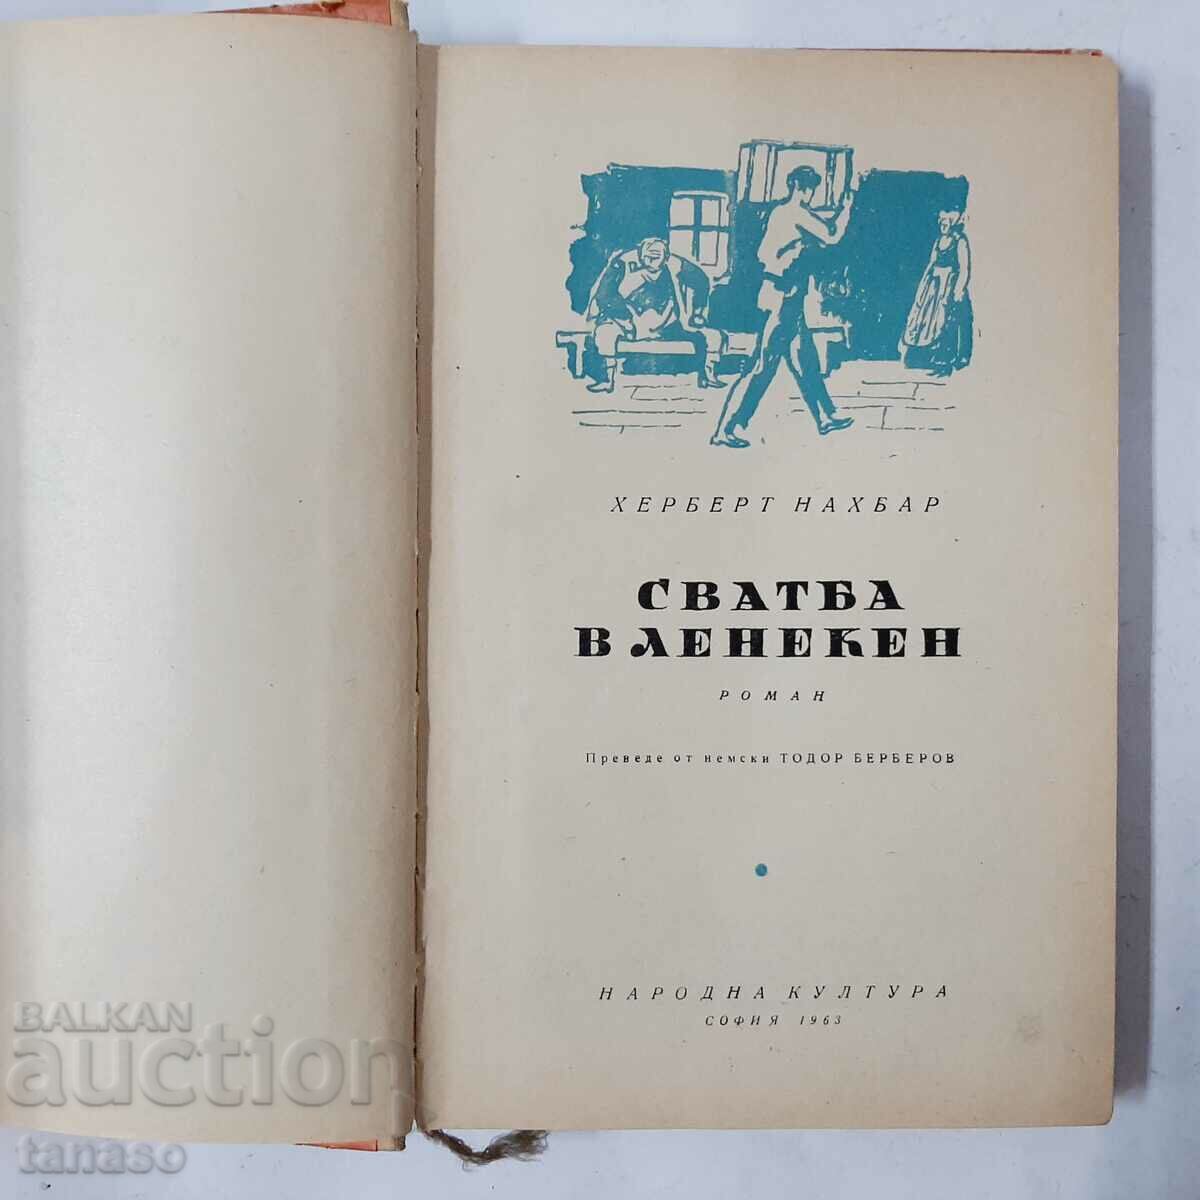 ХЕРБЕРТ НАХБАР
СВАТБА
В ЛЕНЕКЕН
РОМАН
Преведе от немски ТОДОР БЕРБЕРОВ
НАРОДНА КУЛТУРА
СОФИЯ 1963
BALKAN
auction
tanaso